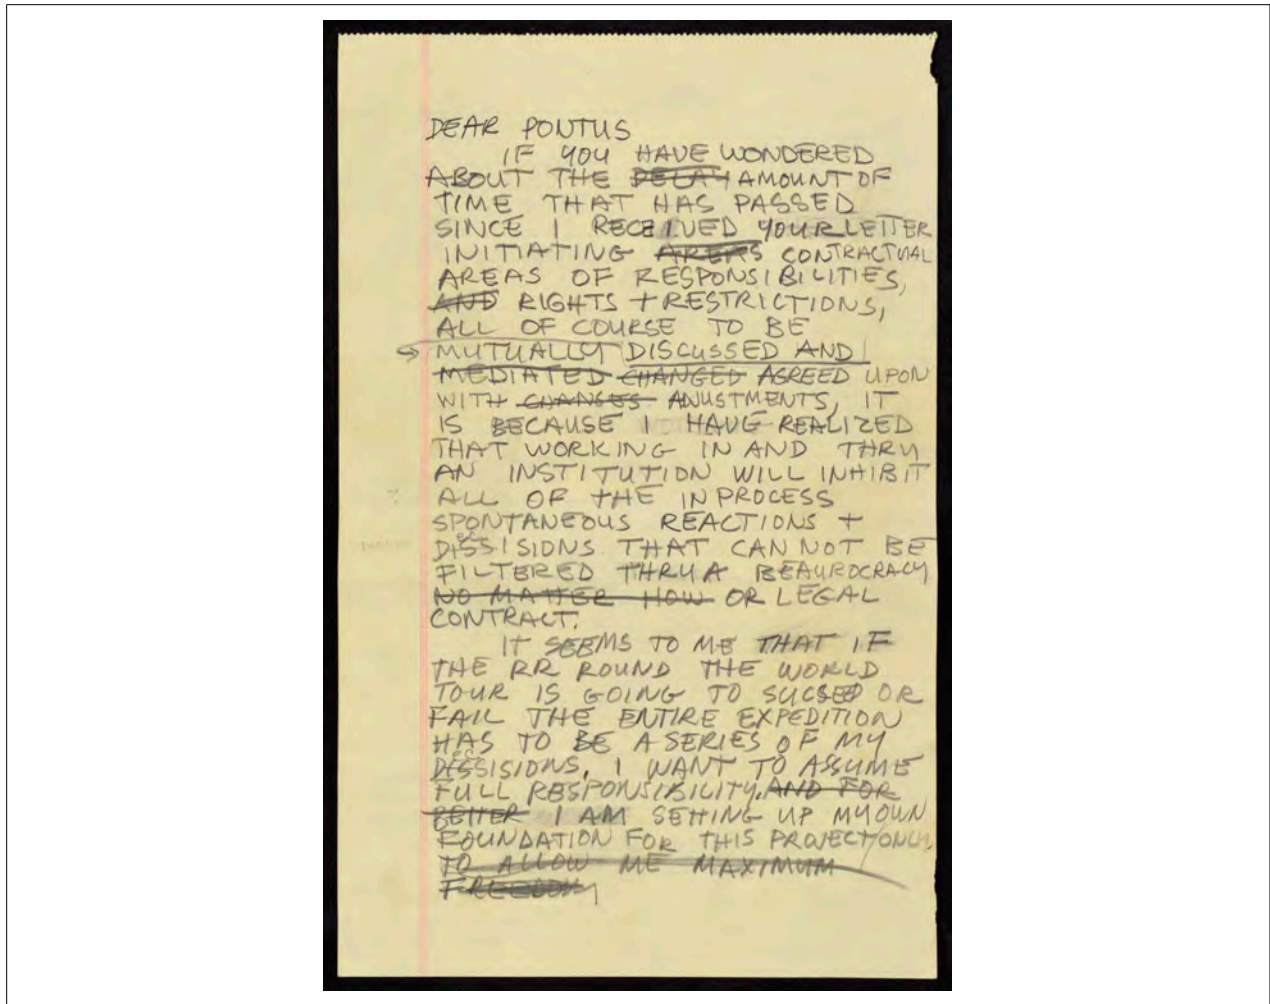 DEAR PONTUS
IF YOU HAVE WONDERED
ABOUT THE DELAY AMOUNT OF
TIME THAT HAS PASSED
SINCE I RECEIVED YOUR LETTER
INITIATING AREAS CONTRACTUAL
AREAS OF RESPONSIBILITIES,
AND RIGHTS + RESTRICTIONS,
ALL OF COURSE TO BE
MUTUALLY DISCUSSED AND
MEDIATED CHANGED AGREED UPON
WITH CHANGES ADJUSTMENTS, IT
IS BECAUSE I HAVE REALIZED
THAT WORKING IN AND THRU
AN INSTITUTION WILL INHIBIT
ALL OF THE IN PROCESS
SPONTANEOUS REACTIONS +
DISSISIONS THAT CAN NOT BE
FILTERED THRU A BEAUROCRACY
NO MATTER HOW OR LEGAL
CONTRACT.
IT SEEMS TO ME THAT IF
THE RR ROUND THE WORLD
TOUR IS GOING TO SUCSEED OR
FAIL THE ENTIRE EXPEDITION
HAS TO BE A SERIES OF MY
DISSISIONS. I WANT TO ASSUME
FULL RESPONSIBILITY. AND FOR
BETTER I AM SETTING UP MY OWN
FOUNDATION FOR THIS PROJECT ONLY
TO ALLOW ME MAXIMUM
FREEDOM